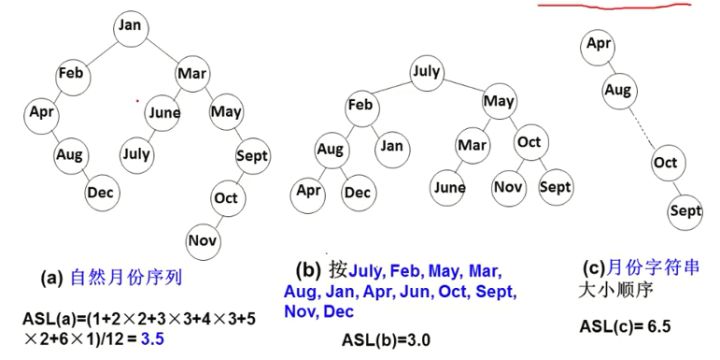 Jan
Feb
Mar
Apr
June
May
Aug
July
Sept
Dec
Oct
Nov
(a) 自然月份序列
ASL(a)=(1+2×2+3×3+4×3+5
×2+6×1)/12 = 3.5
July
Feb
May
Aug
Jan
Mar
Oct
Apr
Dec
June
Nov
Sept
(b) 按July, Feb, May, Mar,
Aug, Jan, Apr, Jun, Oct, Sept,
Nov, Dec
ASL(b)=3.0
Apr
Aug
Oct
Sept
(c)月份字符串
大小顺序
ASL(c)= 6.5